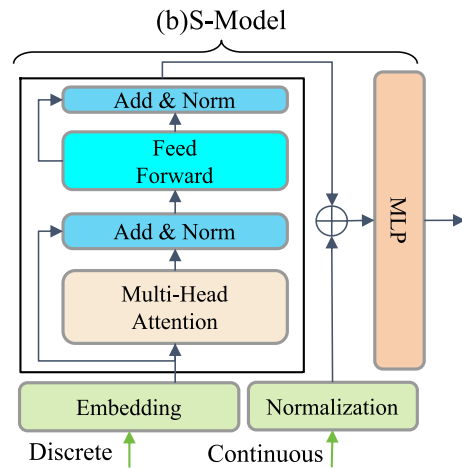 (b)S-Model
Add & Norm
Feed
Forward
Add & Norm
Multi-Head
Attention
MLP
Embedding
Normalization
Discrete
Continuous